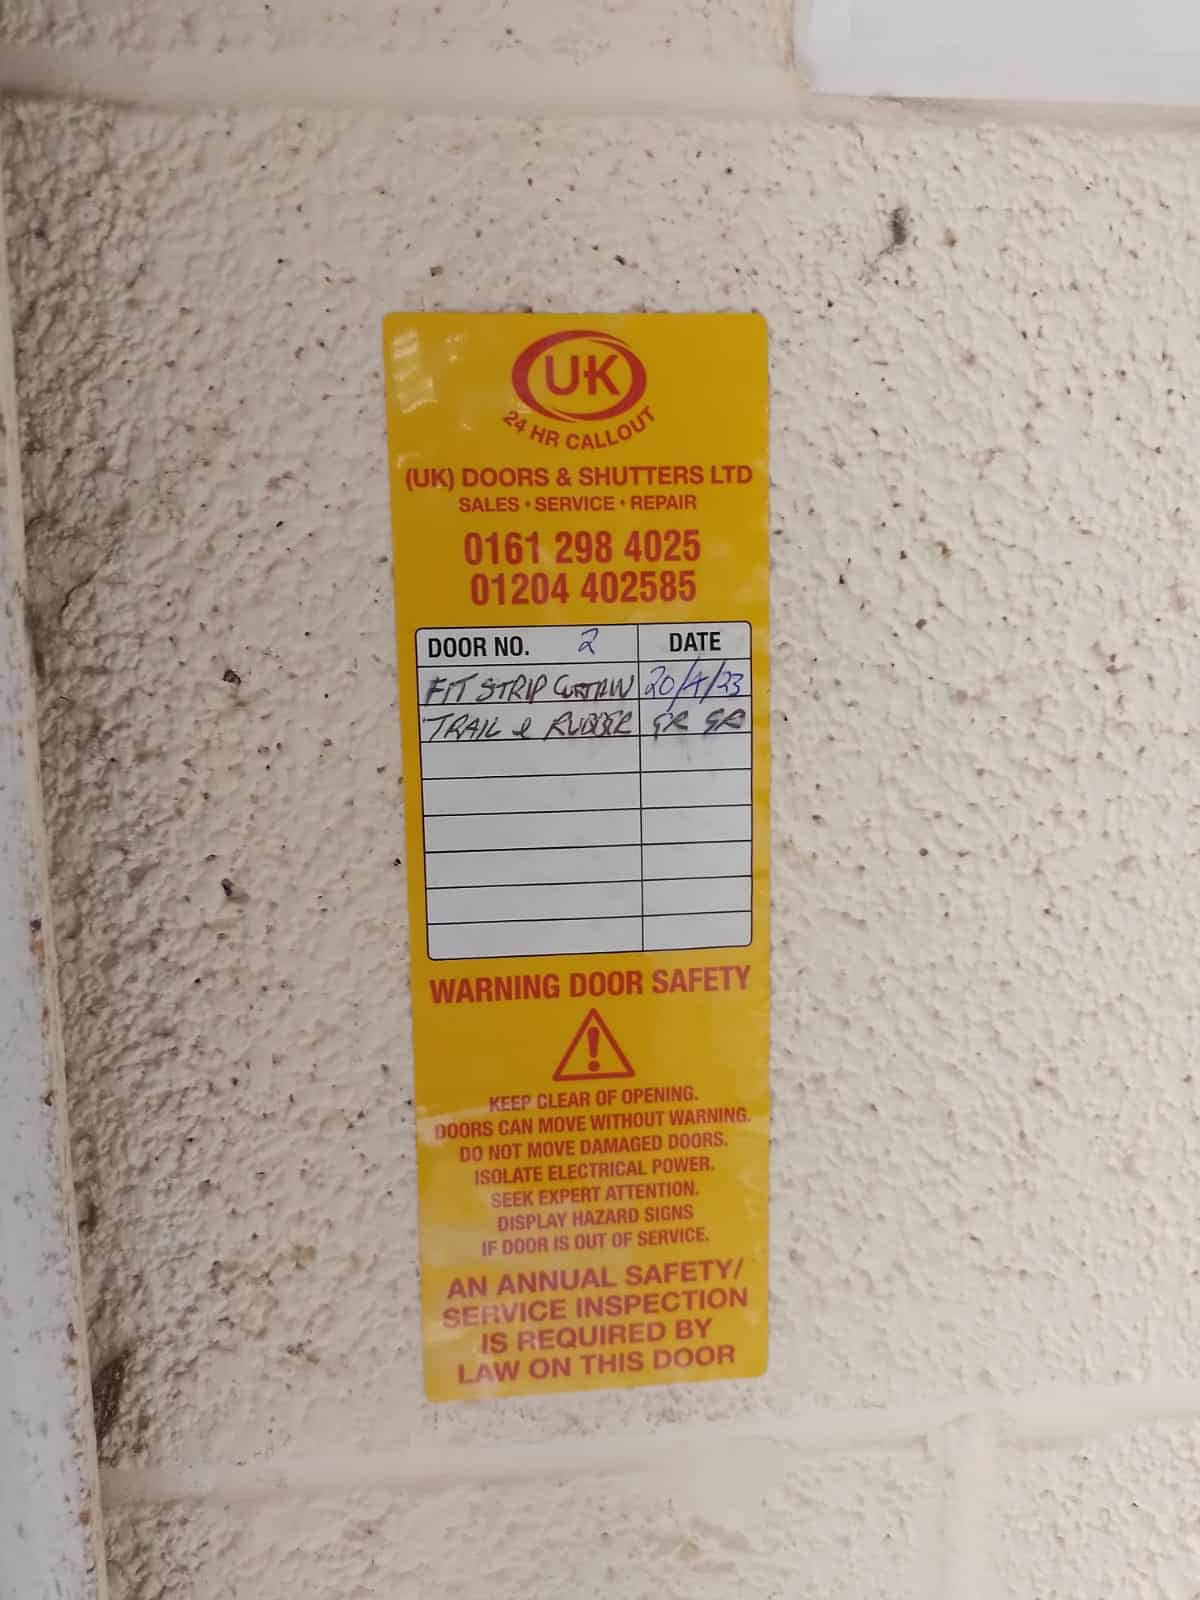 UK
24 HR CALLOUT
(UK) DOORS & SHUTTERS LTD
SALES • SERVICE • REPAIR
0161 298 4025
01204 402585
DOOR NO. 2 DATE
FIT STRIP CURTAIN 20/4/23
TRAIL & RUBBER
WARNING DOOR SAFETY
KEEP CLEAR OF OPENING.
DOORS CAN MOVE WITHOUT WARNING.
DO NOT MOVE DAMAGED DOORS.
ISOLATE ELECTRICAL POWER.
SEEK EXPERT ATTENTION.
DISPLAY HAZARD SIGNS
IF DOOR IS OUT OF SERVICE.
AN ANNUAL SAFETY/
SERVICE INSPECTION
IS REQUIRED BY
LAW ON THIS DOOR